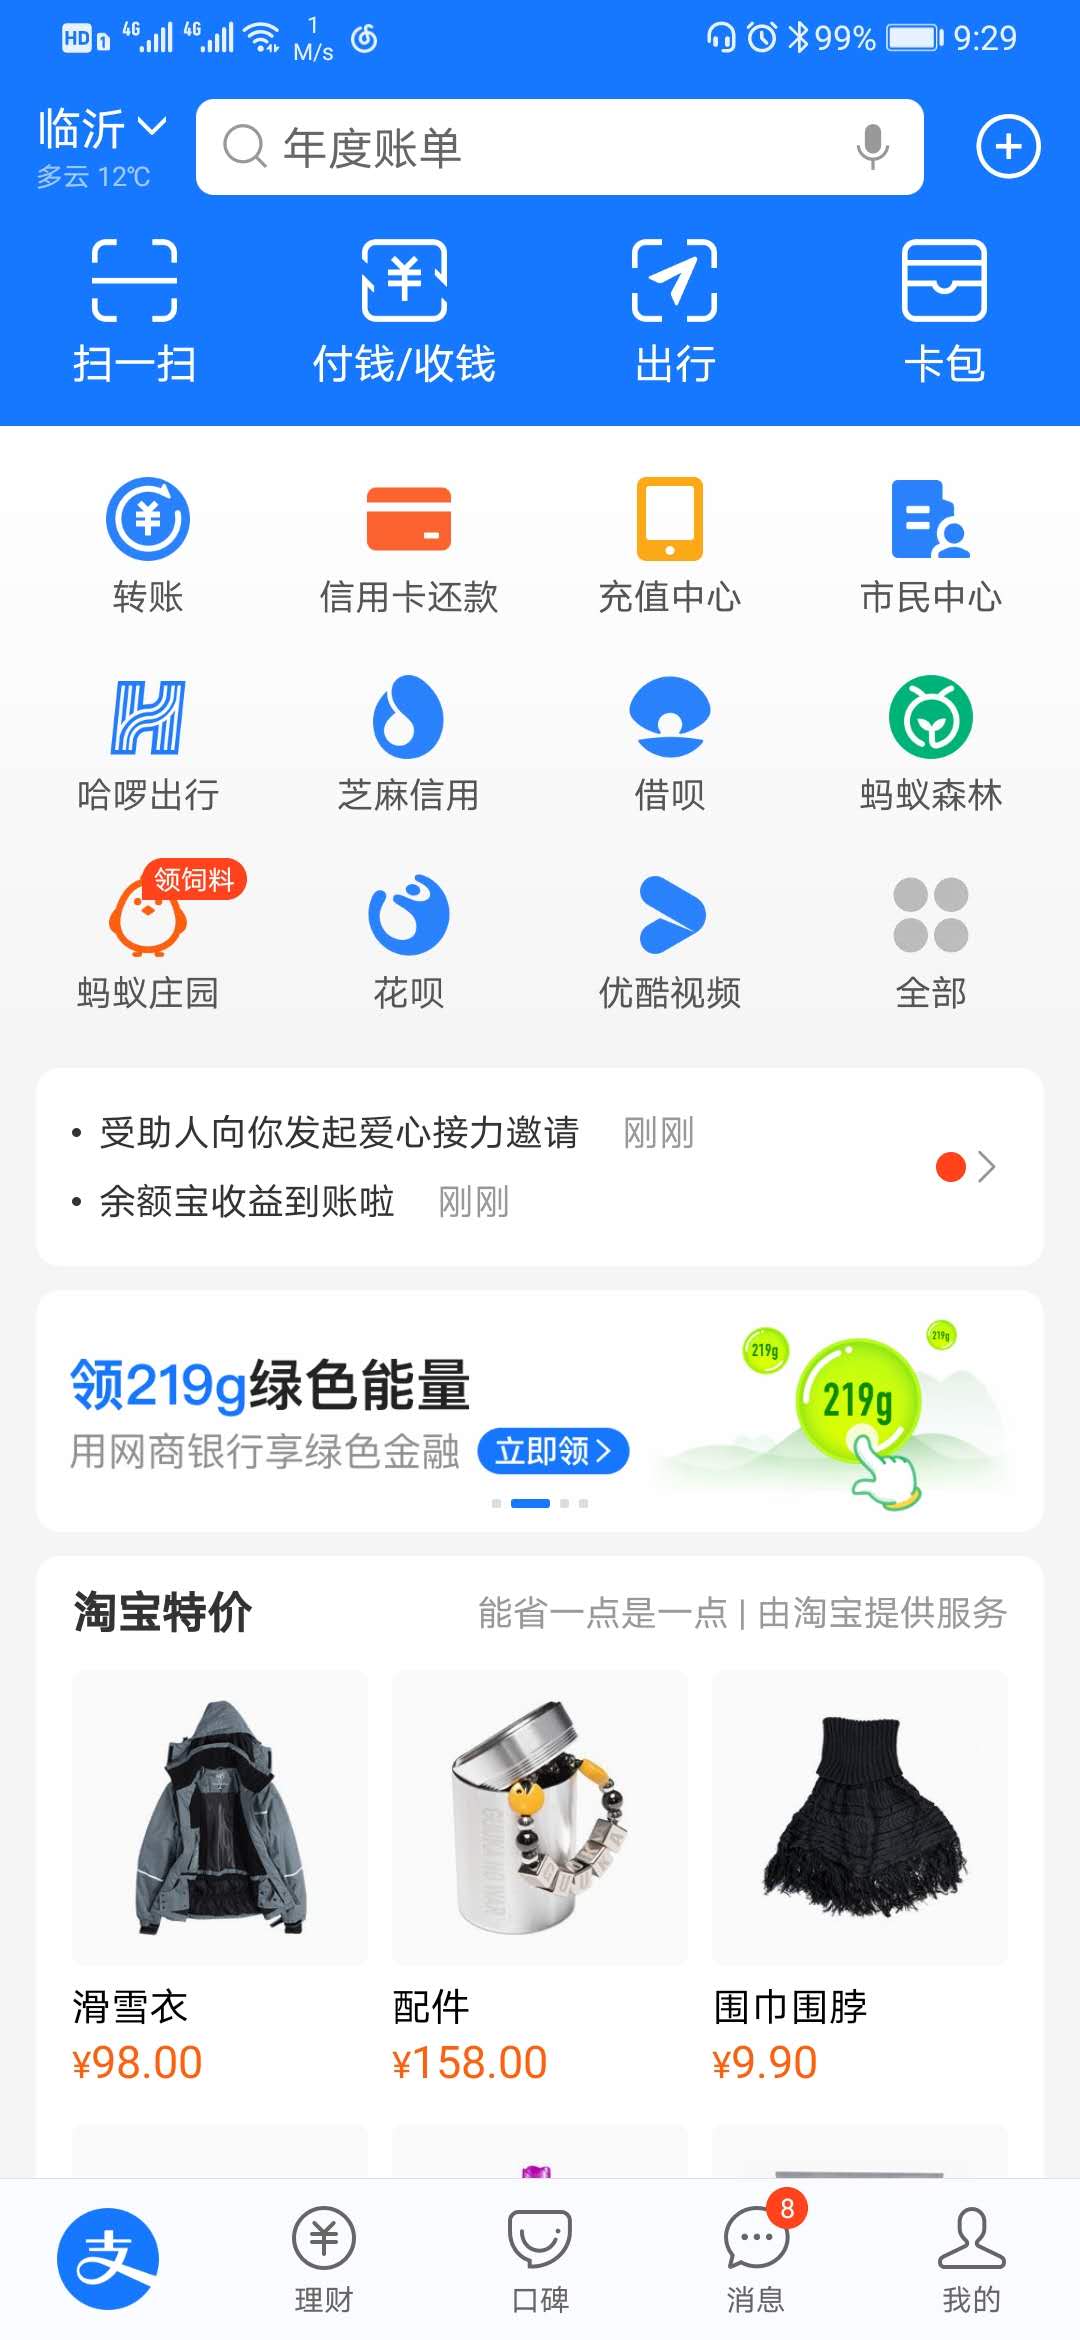 HD 1 4G 4G 1 M/s 99% 9:29
临沂
多云 12℃
年度账单
扫一扫 付钱/收钱 出行 卡包
转账 信用卡还款 充值中心 市民中心
哈啰出行 芝麻信用 借呗 蚂蚁森林
领饲料
蚂蚁庄园 花呗 优酷视频 全部
• 受助人向你发起爱心接力邀请 刚刚
• 余额宝收益到账啦 刚刚
领219g绿色能量
用网商银行享绿色金融 立即领>
219g 219g 219g
淘宝特价 能省一点是一点 | 由淘宝提供服务
滑雪衣 配件 围巾围脖
¥98.00 ¥158.00 ¥9.90
支 8
理财 口碑 消息 我的